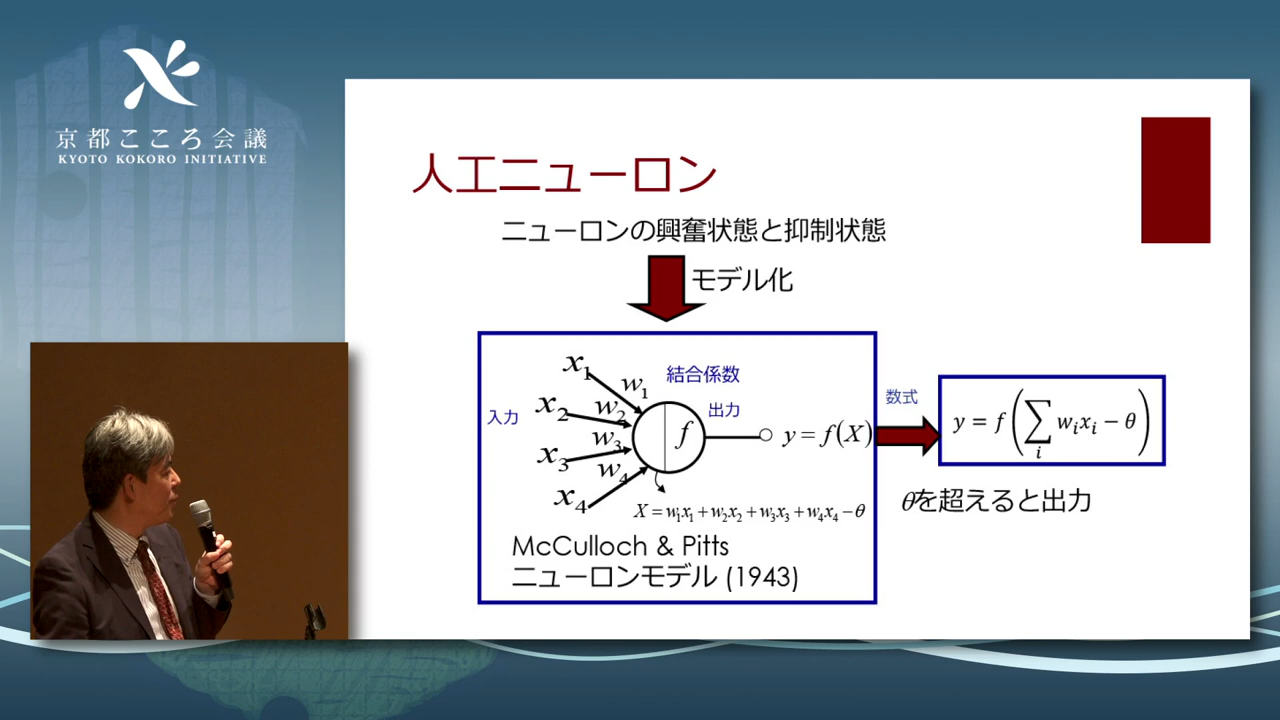 京都こころ会議
KYOTO KOKORO INITIATIVE
人工ニューロン
ニューロンの興奮状態と抑制状態
モデル化
x₁
w₁
結合係数
入力
x₂
w₂
出力
f
y = f(X)
x₃
w₃
x₄
w₄
X = w₁x₁ + w₂x₂ + w₃x₃ + w₄x₄ − θ
McCulloch & Pitts
ニューロンモデル (1943)
数式
y = f(∑ᵢ wᵢxᵢ − θ)
θを超えると出力